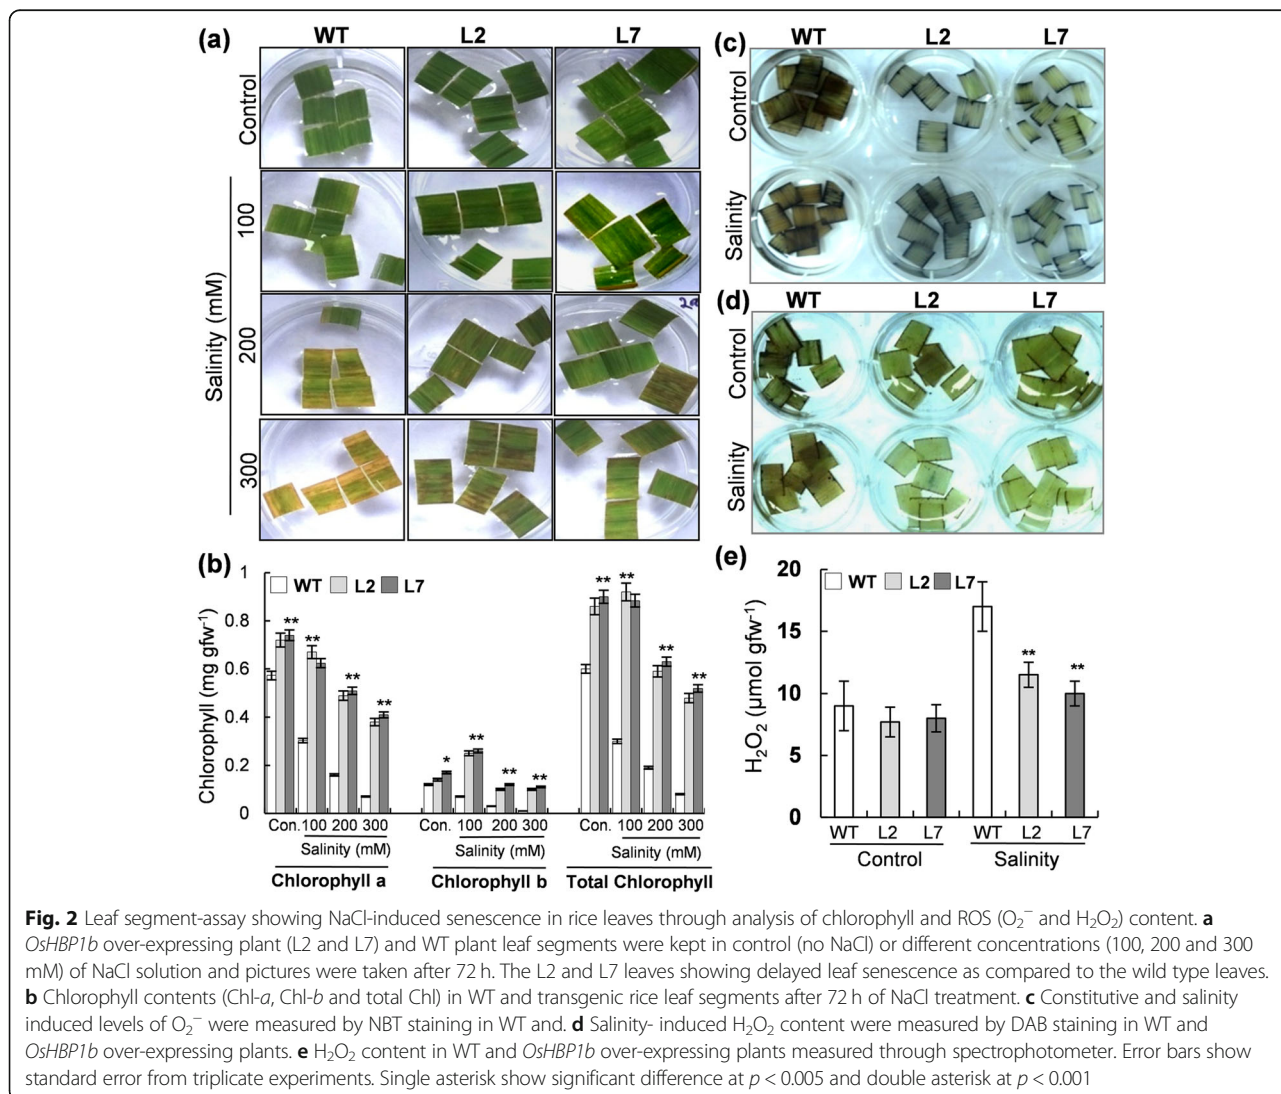 (a)
WT L2 L7
Control
Salinity (mM)
100
200
300
(b)
Chlorophyll (mg gfw⁻¹)
1
0.8
0.6
0.4
0.2
0
WT L2 L7
** ** ** **
* ** ** **
** ** ** **
Con. 100 200 300 Con. 100 200 300 Con. 100 200 300
Salinity (mM) Salinity (mM) Salinity (mM)
Chlorophyll a Chlorophyll b Total Chlorophyll
(c)
WT L2 L7
Control
Salinity
(d)
WT L2 L7
Control
Salinity
(e)
H₂O₂ (μmol gfw⁻¹)
20
15
10
5
0
WT L2 L7
** **
WT L2 L7 WT L2 L7
Control Salinity
Fig. 2 Leaf segment-assay showing NaCl-induced senescence in rice leaves through analysis of chlorophyll and ROS (O₂⁻ and H₂O₂) content. a
OsHBP1b over-expressing plant (L2 and L7) and WT plant leaf segments were kept in control (no NaCl) or different concentrations (100, 200 and 300
mM) of NaCl solution and pictures were taken after 72 h. The L2 and L7 leaves showing delayed leaf senescence as compared to the wild type leaves.
b Chlorophyll contents (Chl-a, Chl-b and total Chl) in WT and transgenic rice leaf segments after 72 h of NaCl treatment. c Constitutive and salinity
induced levels of O₂⁻ were measured by NBT staining in WT and. d Salinity- induced H₂O₂ content were measured by DAB staining in WT and
OsHBP1b over-expressing plants. e H₂O₂ content in WT and OsHBP1b over-expressing plants measured through spectrophotometer. Error bars show
standard error from triplicate experiments. Single asterisk show significant difference at p < 0.005 and double asterisk at p < 0.001